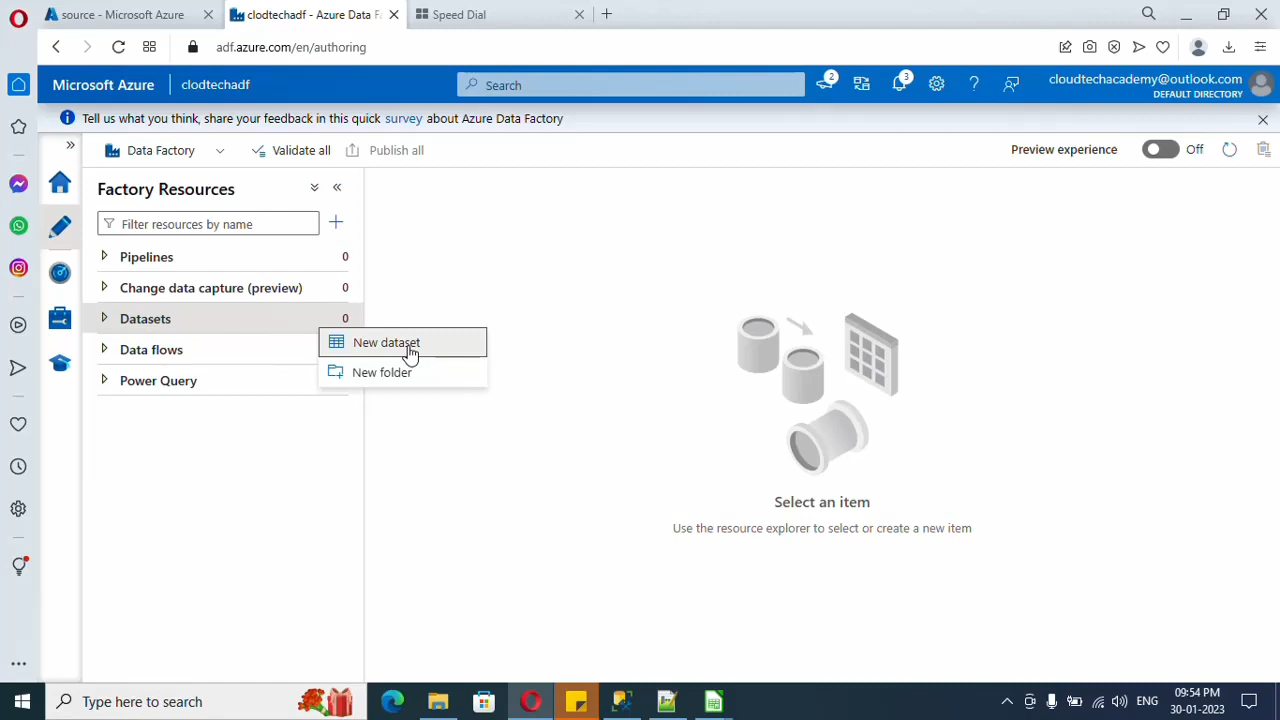 source - Microsoft Azure
clodtechadf - Azure Data F
Speed Dial
adf.azure.com/en/authoring
Microsoft Azure
clodtechadf
Search
2
3
cloudtechacademy@outlook.com
DEFAULT DIRECTORY
Tell us what you think, share your feedback in this quick survey about Azure Data Factory
Data Factory
Validate all
Publish all
Preview experience
Off
Factory Resources
Filter resources by name
Pipelines
0
Change data capture (preview)
0
Datasets
0
New dataset
Data flows
New folder
Power Query
Select an item
Use the resource explorer to select or create a new item
Type here to search
ENG
09:54 PM
30-01-2023